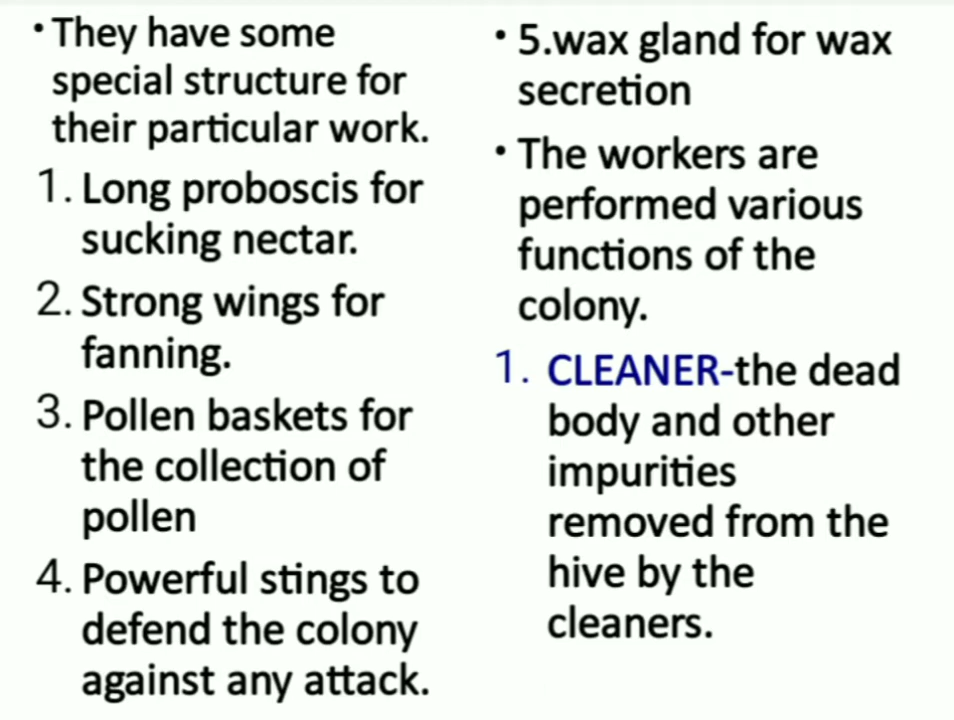 • They have some
special structure for
their particular work.
1. Long proboscis for
sucking nectar.
2. Strong wings for
fanning.
3. Pollen baskets for
the collection of
pollen
4. Powerful stings to
defend the colony
against any attack.
• 5.wax gland for wax
secretion
• The workers are
performed various
functions of the
colony.
1. CLEANER-the dead
body and other
impurities
removed from the
hive by the
cleaners.